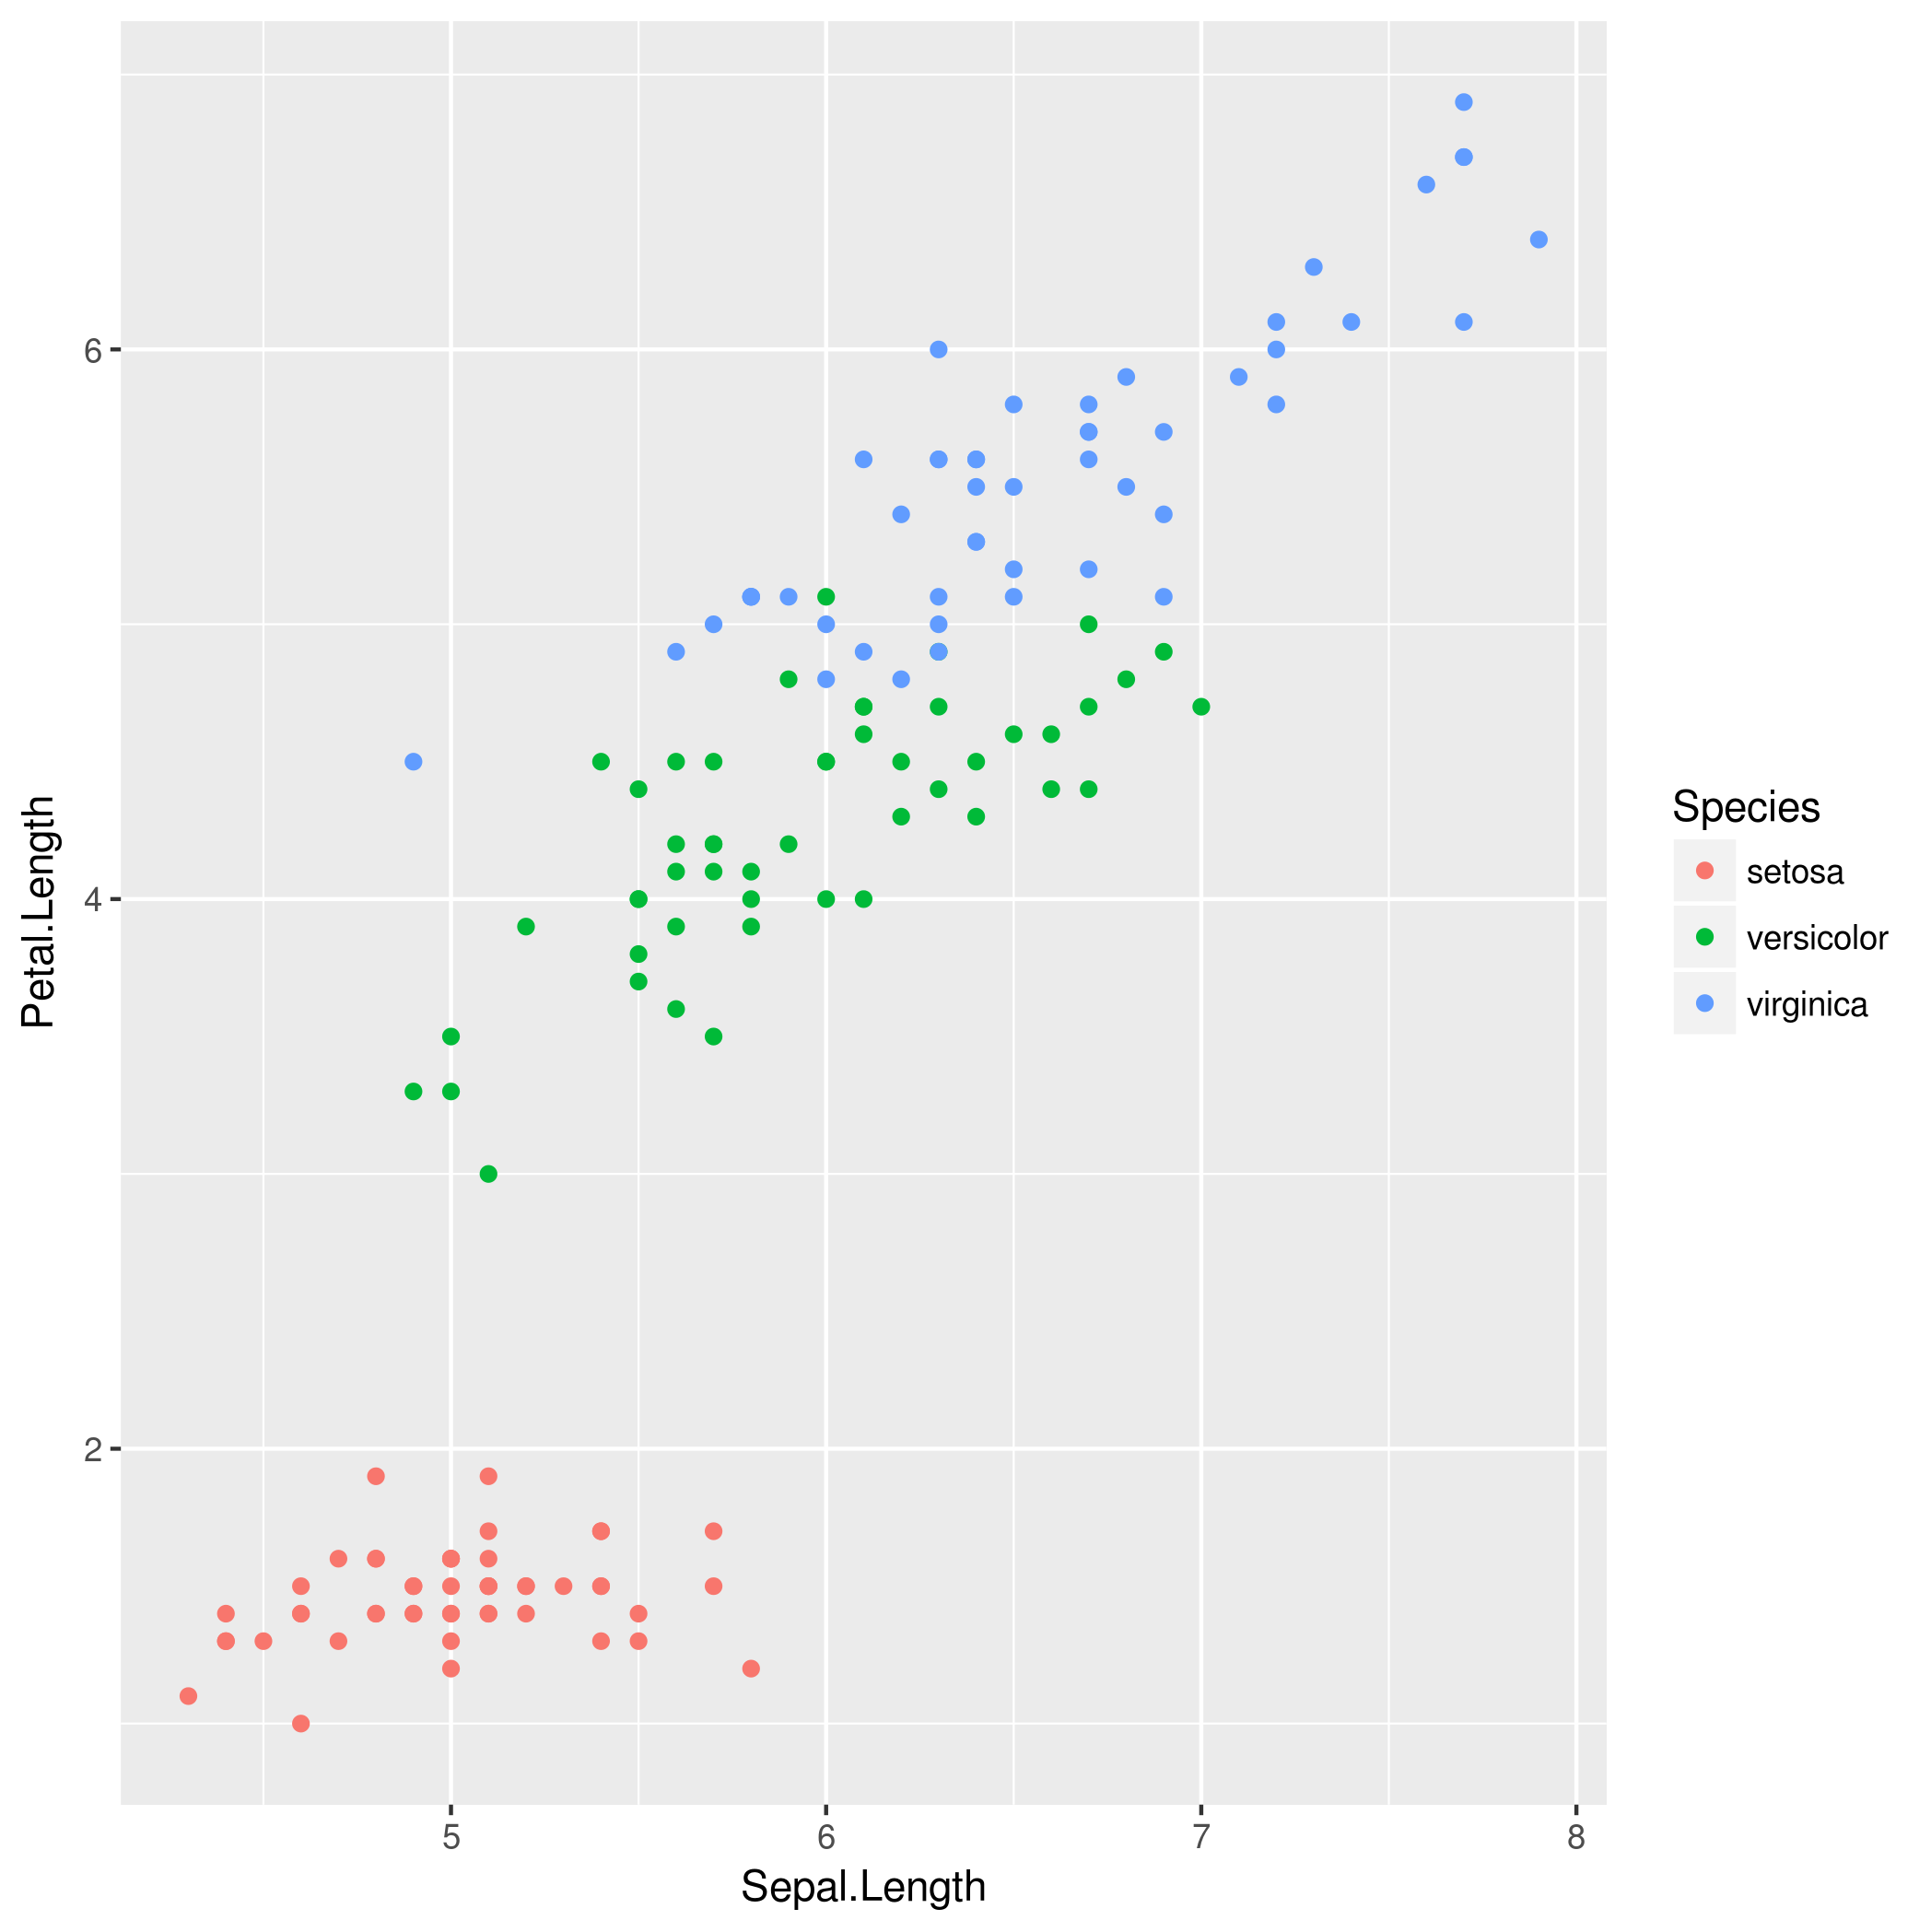 6
4
2
Petal.Length
5 6 7 8
Sepal.Length
Species
setosa
versicolor
virginica